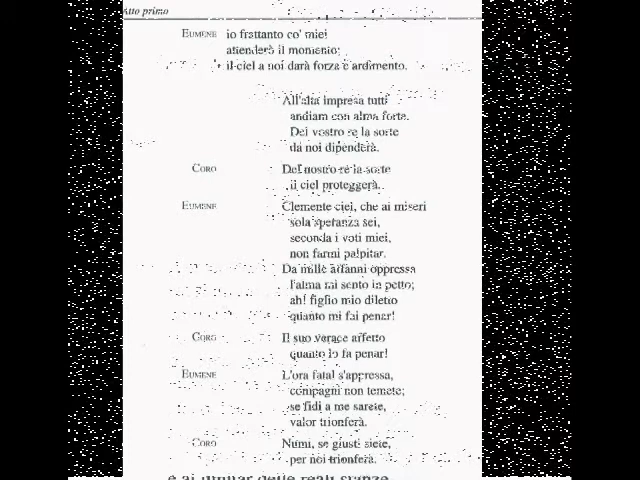 Atto primo
EUMENE io frattanto co' miei
attenderà il momento:
il ciel a noi darà forza e ardimento.
All'alta impresa tutti
andiam con alma forte.
Del vostro re la sorte
da noi dipenderà.
CORO Del nostro re la sorte
il ciel proteggerà.
EUMENE Clemente ciel, che ai miseri
sola speranza sei,
seconda i voti miei,
non farmi palpitar.
Da mille affanni oppressa
l'alma mi sento in petto;
ah! figlio mio diletto
quanto mi fai penar!
CORO Il suo verace affetto
quanto lo fa penar!
EUMENE L'ora fatal s'appressa,
compagni non temete;
se fidi a me sarete,
valor trionferà.
CORO Numi, se giusti siete,
per noi trionferà.
delle reali stanze